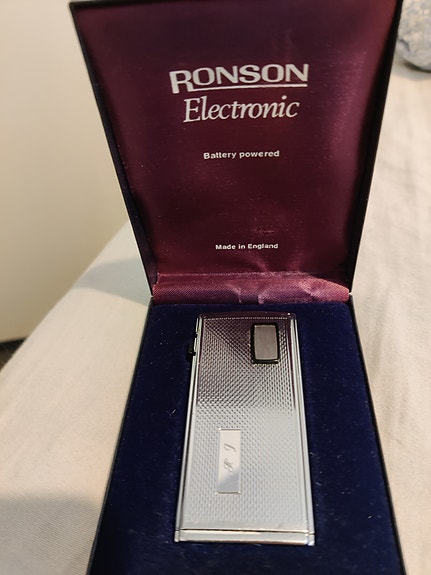 RONSON
Electronic
Battery powered
Made in England